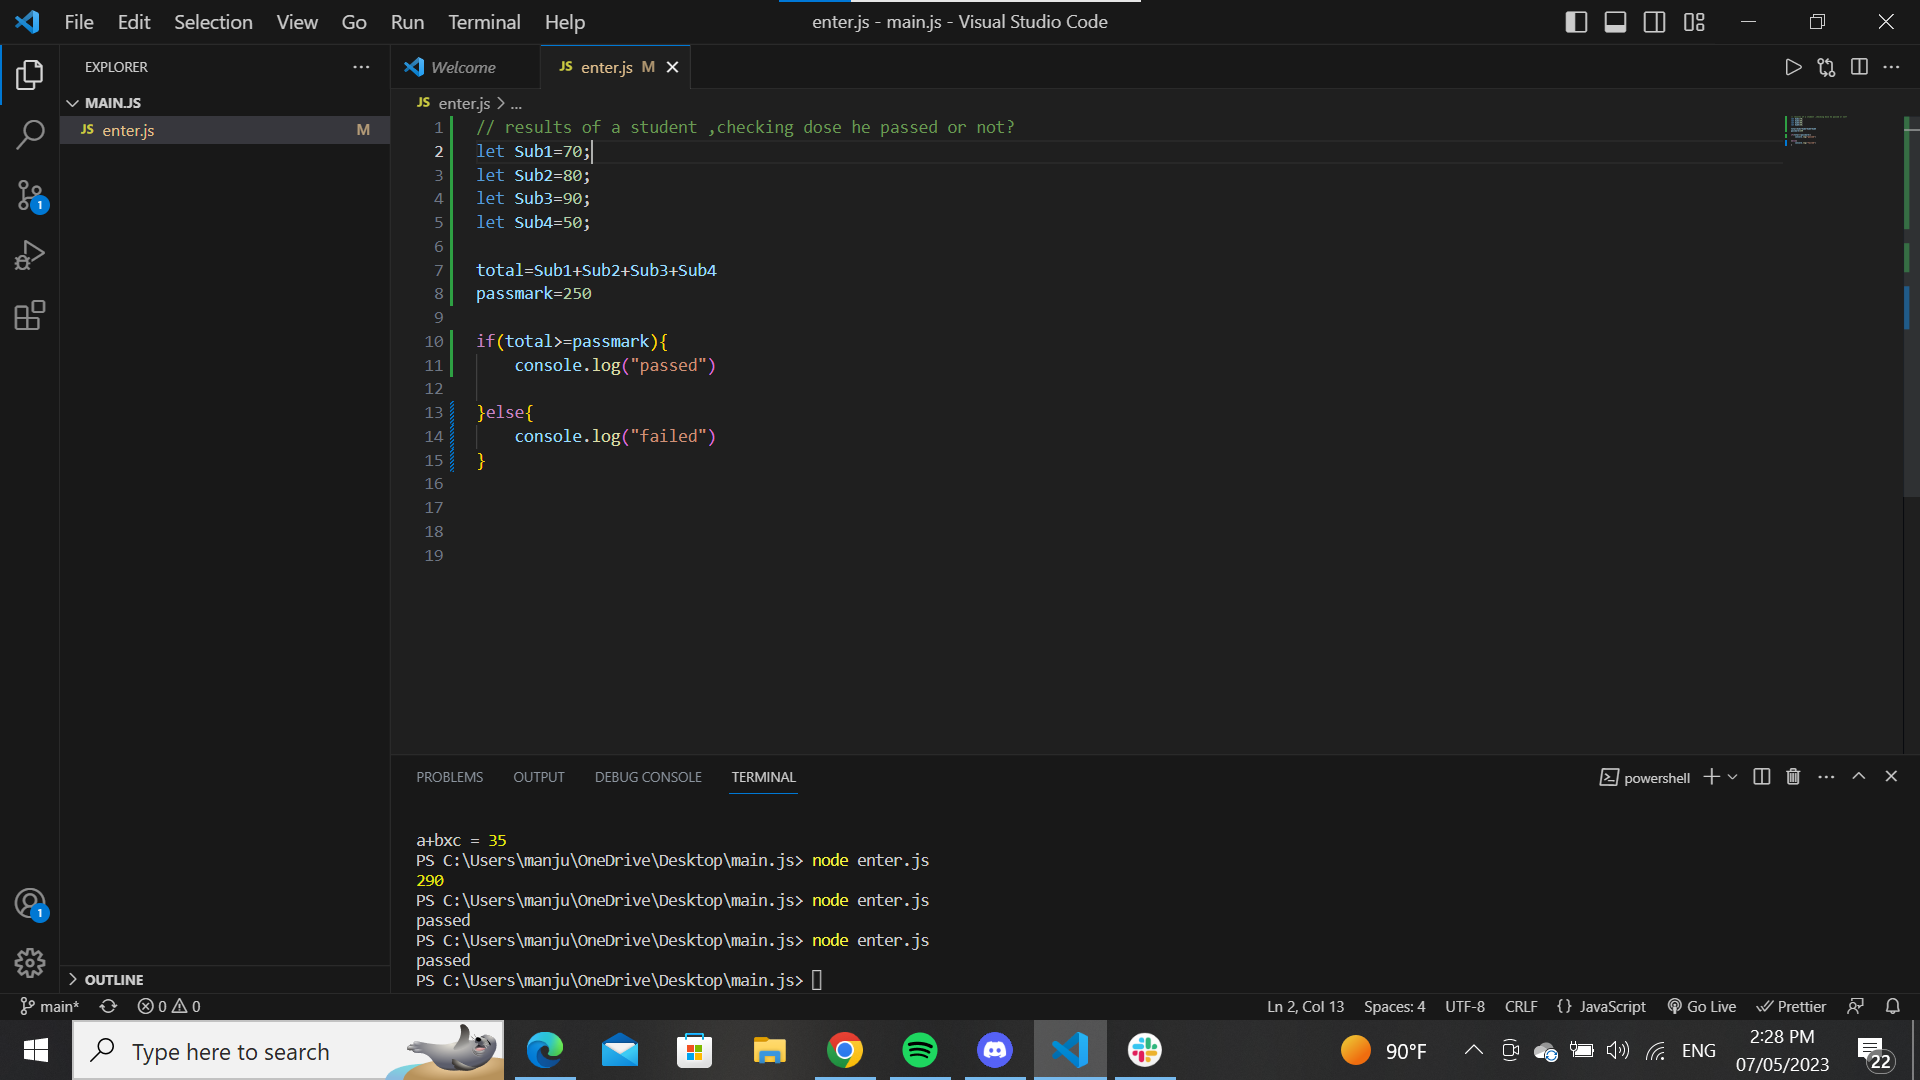 File Edit Selection View Go Run Terminal Help
enter.js - main.js - Visual Studio Code
EXPLORER
MAIN.JS
JS enter.js M
1
1
OUTLINE
Welcome
JS enter.js M
JS enter.js > ...
1 // results of a student ,checking dose he passed or not?
2 let Sub1=70;
3 let Sub2=80;
4 let Sub3=90;
5 let Sub4=50;
6
7 total=Sub1+Sub2+Sub3+Sub4
8 passmark=250
9
10 if(total>=passmark){
11 console.log("passed")
12
13 }else{
14 console.log("failed")
15 }
16
17
18
19
PROBLEMS OUTPUT DEBUG CONSOLE TERMINAL
powershell
a+bxc = 35
PS C:\Users\manju\OneDrive\Desktop\main.js> node enter.js
290
PS C:\Users\manju\OneDrive\Desktop\main.js> node enter.js
passed
PS C:\Users\manju\OneDrive\Desktop\main.js> node enter.js
passed
PS C:\Users\manju\OneDrive\Desktop\main.js>
main* 0 0
Ln 2, Col 13 Spaces: 4 UTF-8 CRLF {} JavaScript Go Live Prettier
Type here to search
90°F
ENG
2:28 PM
07/05/2023
22